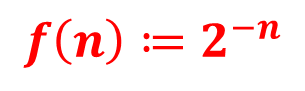 f(n) := 2⁻ⁿ